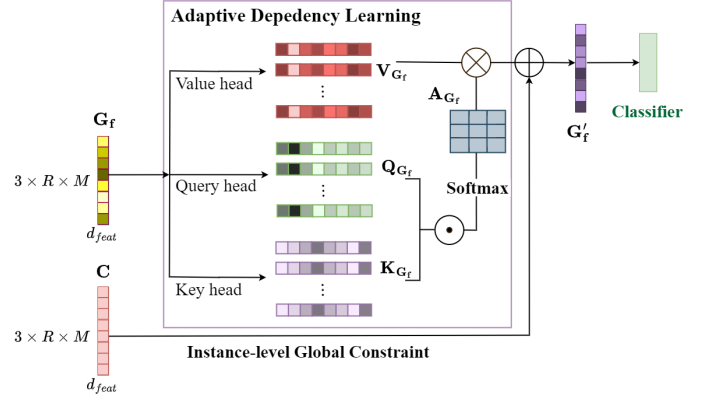 Adaptive Depedency Learning
Value head
V_{G_f}
⋮
A_{G_f}
G_f
3 × R × M
d_{feat}
Query head
Q_{G_f}
⋮
Softmax
G′_f
Classifier
Key head
K_{G_f}
⋮
C
3 × R × M
d_{feat}
Instance-level Global Constraint